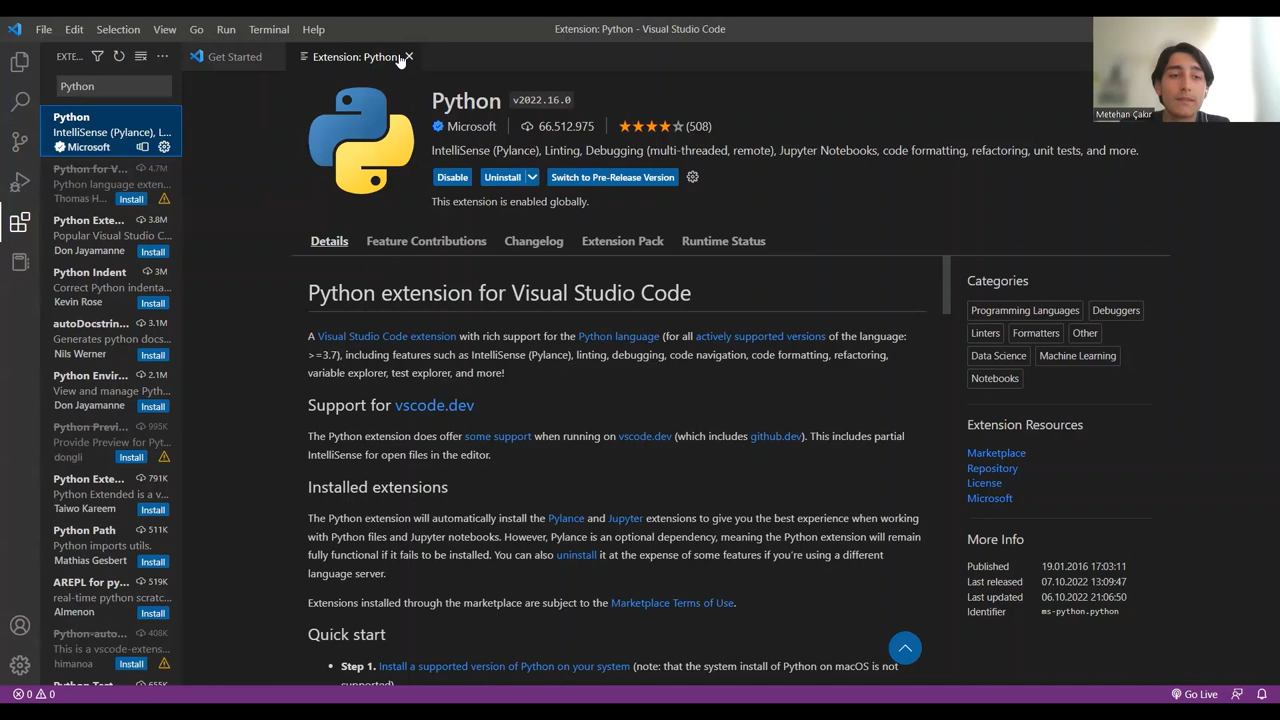 File Edit Selection View Go Run Terminal Help
Extension: Python - Visual Studio Code
EXTE...
Get Started
Extension: Python
Python
Python
IntelliSense (Pylance), L...
Microsoft
Python for V... 4.7M
Python language exten...
Thomas H... Install
Python Exte... 3.8M
Popular Visual Studio C...
Don Jayamanne Install
Python Indent 3M
Correct Python indenta...
Kevin Rose Install
autoDocstrin... 3.1M
Generates python docs...
Nils Werner Install
Python Envir... 2.1M
View and manage Pyth...
Don Jayamanne Install
Python Previ... 995K
Provide Preview for Pyt...
dongli Install
Python Exte... 791K
Python Extended is a v...
Taiwo Kareem Install
Python Path 511K
Python imports utils.
Mathias Gesbert Install
AREPL for py... 519K
real-time python scratc...
Almenon Install
Python-auto... 408K
This is a vscode-exten...
himanoa Install
Python Test 655K
Python v2022.16.0
Microsoft 66.512.975 (508)
IntelliSense (Pylance), Linting, Debugging (multi-threaded, remote), Jupyter Notebooks, code formatting, refactoring, unit tests, and more.
Disable Uninstall Switch to Pre-Release Version
This extension is enabled globally.
Details Feature Contributions Changelog Extension Pack Runtime Status
Python extension for Visual Studio Code
A Visual Studio Code extension with rich support for the Python language (for all actively supported versions of the language:
>=3.7), including features such as IntelliSense (Pylance), linting, debugging, code navigation, code formatting, refactoring,
variable explorer, test explorer, and more!
Support for vscode.dev
The Python extension does offer some support when running on vscode.dev (which includes github.dev). This includes partial
IntelliSense for open files in the editor.
Installed extensions
The Python extension will automatically install the Pylance and Jupyter extensions to give you the best experience when working
with Python files and Jupyter notebooks. However, Pylance is an optional dependency, meaning the Python extension will remain
fully functional if it fails to be installed. You can also uninstall it at the expense of some features if you're using a different
language server.
Extensions installed through the marketplace are subject to the Marketplace Terms of Use.
Quick start
• Step 1. Install a supported version of Python on your system (note: that the system install of Python on macOS is not
supported)
Categories
Programming Languages Debuggers
Linters Formatters Other
Data Science Machine Learning
Notebooks
Extension Resources
Marketplace
Repository
License
Microsoft
More Info
Published 19.01.2016 17:03:11
Last released 07.10.2022 13:09:47
Last updated 06.10.2022 21:06:50
Identifier ms-python.python
Metehan Çakır
0 0
Go Live